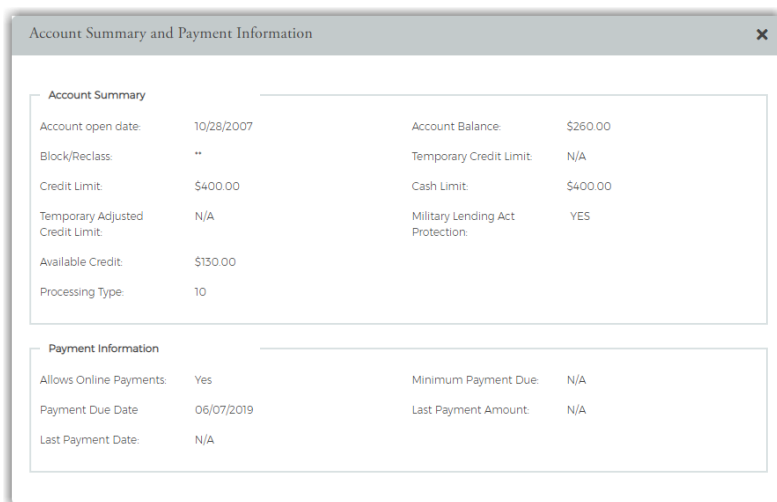 Account Summary and Payment Information
Account Summary
Account open date: 10/28/2007 Account Balance: $260.00
Block/Reclass: ** Temporary Credit Limit: N/A
Credit Limit: $400.00 Cash Limit: $400.00
Temporary Adjusted N/A Military Lending Act YES
Credit Limit: Protection:
Available Credit: $130.00
Processing Type: 10
Payment Information
Allows Online Payments: Yes Minimum Payment Due: N/A
Payment Due Date 06/07/2019 Last Payment Amount: N/A
Last Payment Date: N/A